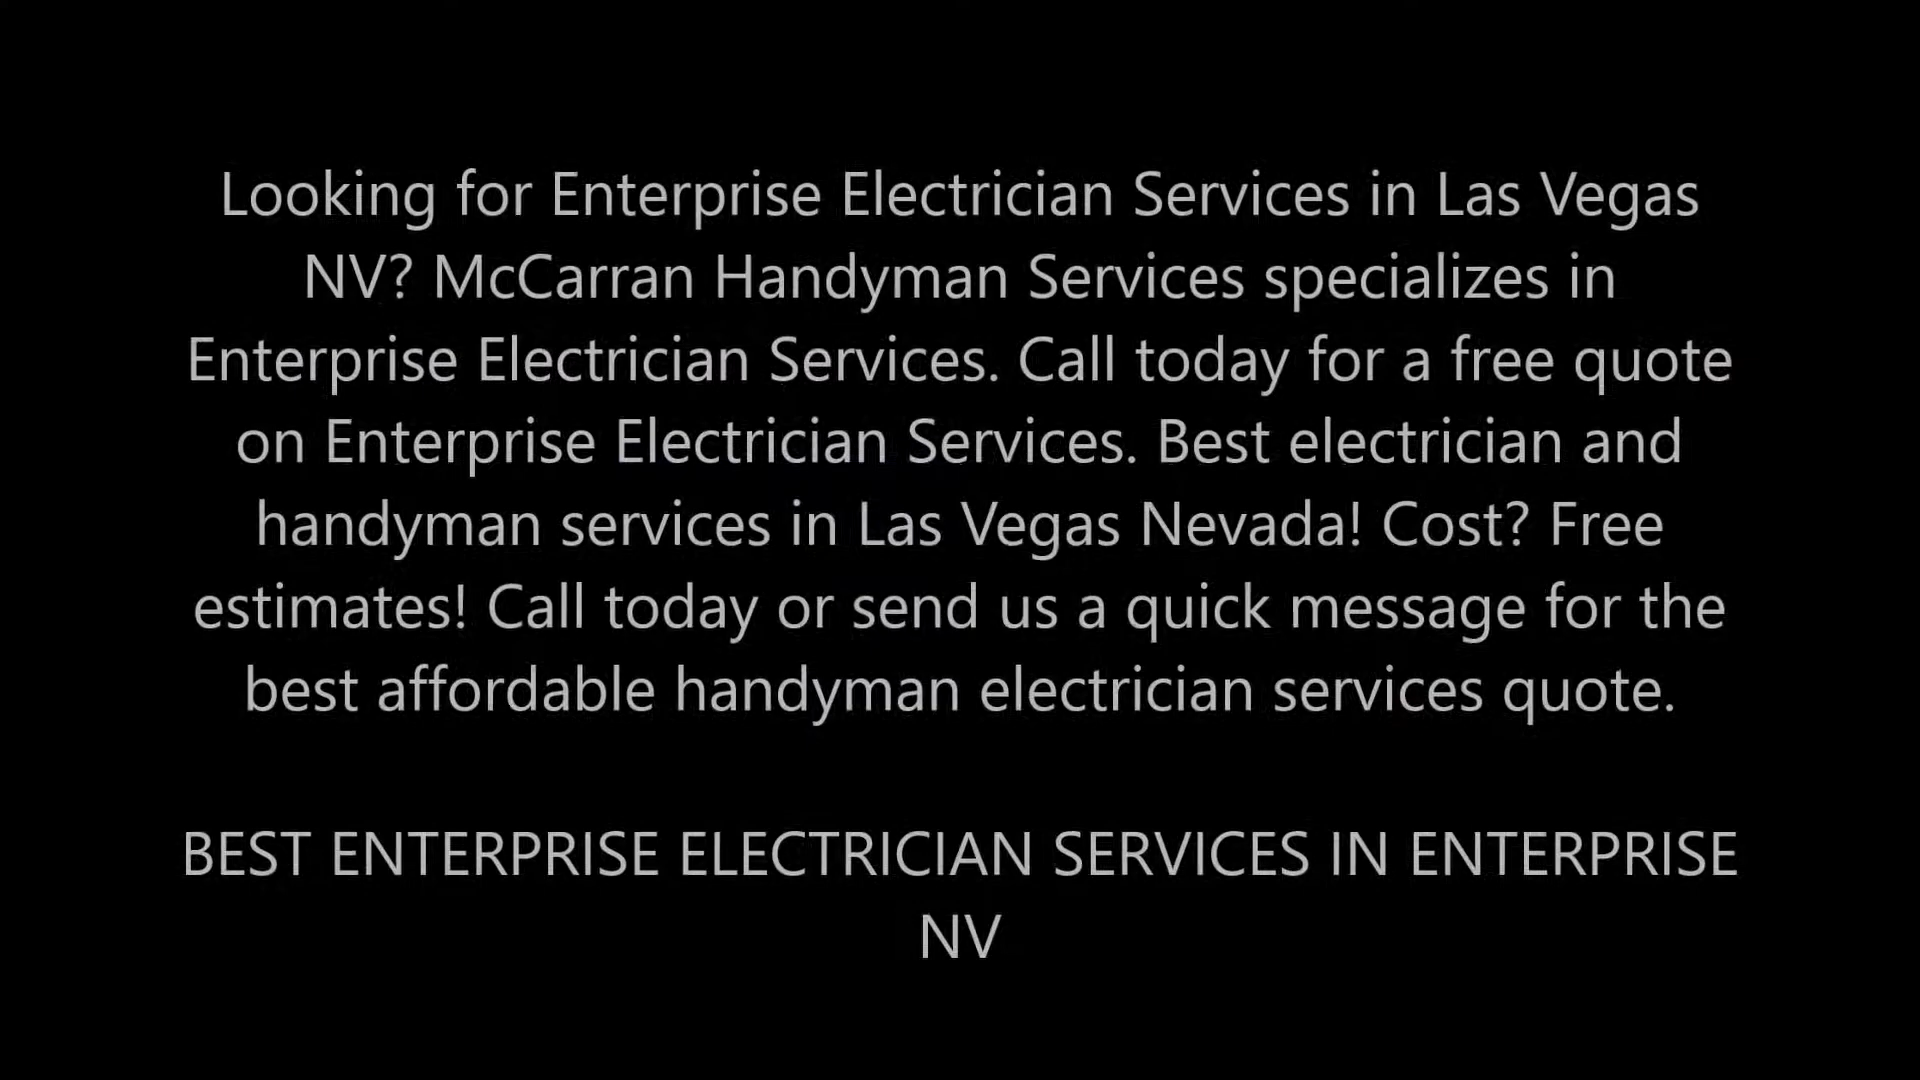 Looking for Enterprise Electrician Services in Las Vegas
NV? McCarran Handyman Services specializes in
Enterprise Electrician Services. Call today for a free quote
on Enterprise Electrician Services. Best electrician and
handyman services in Las Vegas Nevada! Cost? Free
estimates! Call today or send us a quick message for the
best affordable handyman electrician services quote.
BEST ENTERPRISE ELECTRICIAN SERVICES IN ENTERPRISE
NV